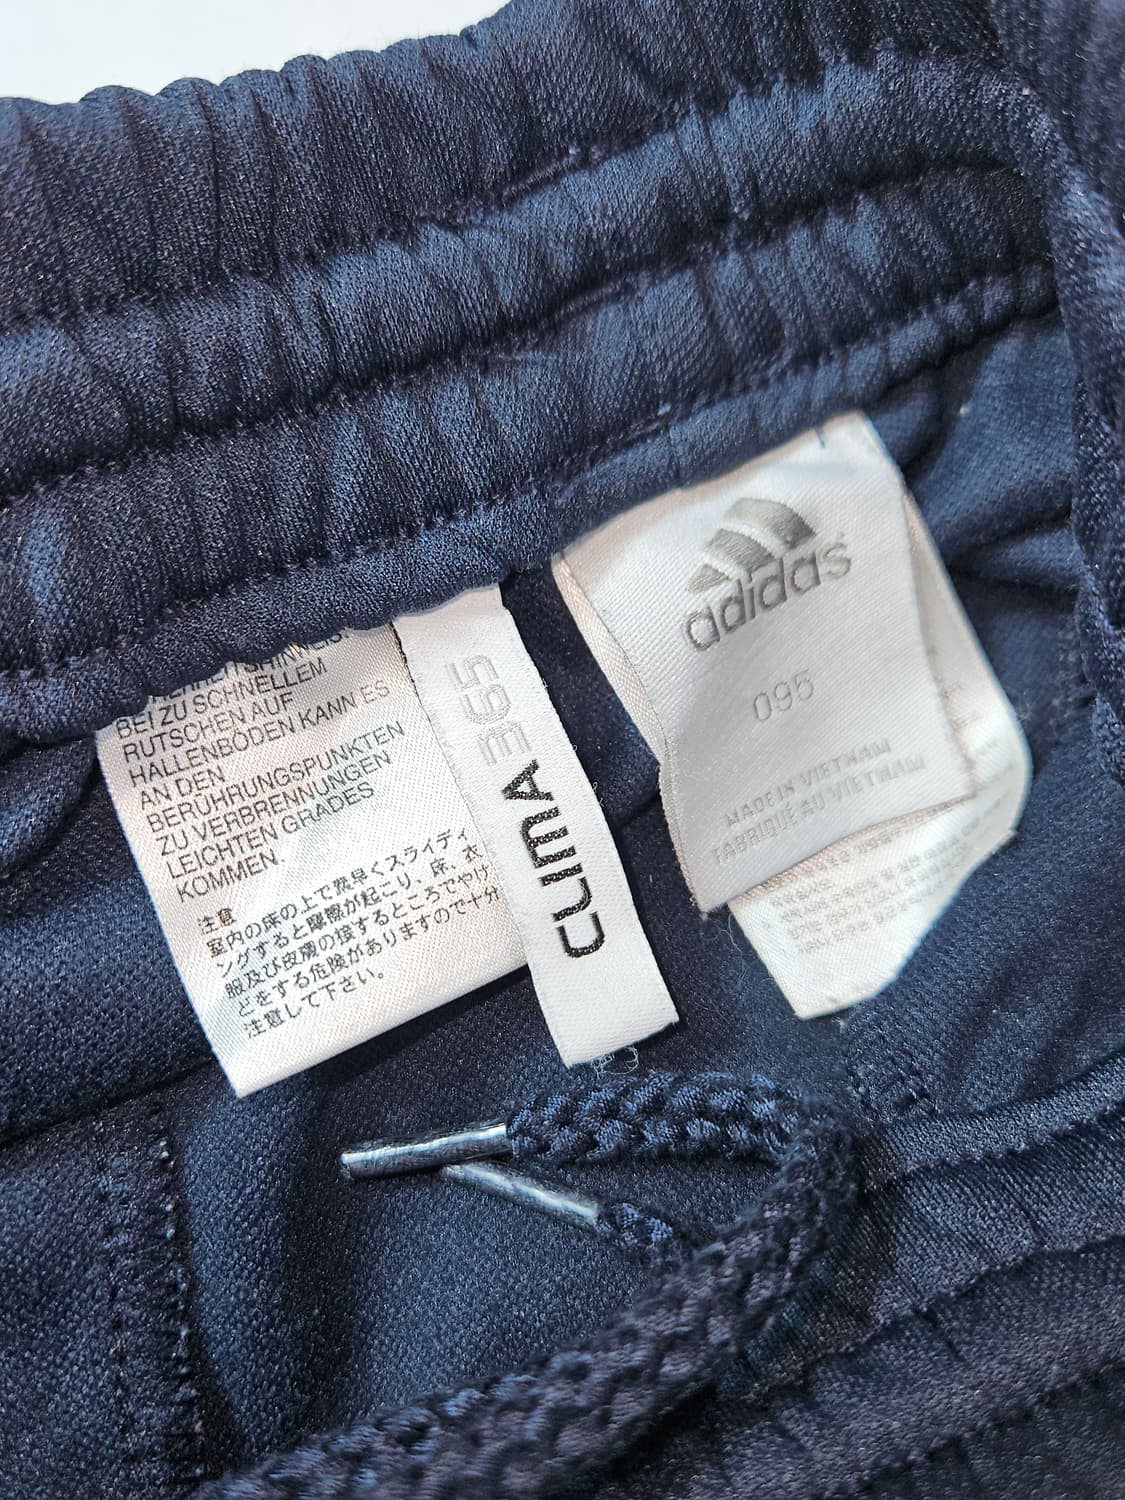 BEI ZU SCHNELLEM
RUTSCHEN AUF
HALLENBÖDEN KANN ES
AN DEN
BERÜHRUNGSPUNKTEN
ZU VERBRENNUNGEN
LEICHTEN GRADES
KOMMEN.
注意
室内の床の上で素早くスライディ
ングすると摩擦が起こり、床、衣
服及び皮膚の接するところでやけ
どをする危険がありますので十分
注意して下さい。
CLIMA 365
adidas
095
MADE IN VIETNAM
FABRIQUÉ AU VIETNAM